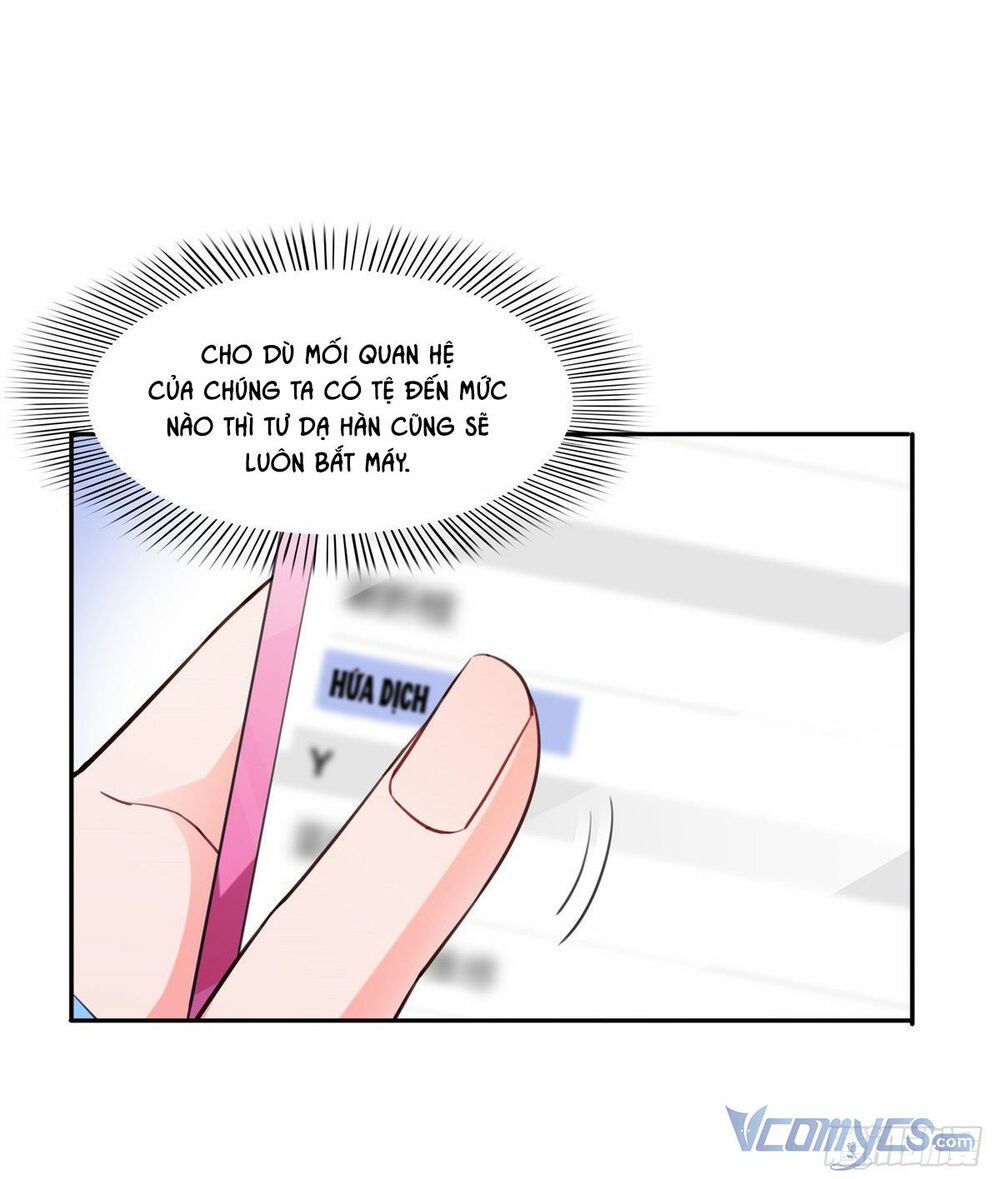 CHO DÙ MỐI QUAN HỆ
CỦA CHÚNG TA CÓ TỆ ĐẾN MỨC
NÀO THÌ TƯ DẠ HÀN CŨNG SẼ
LUÔN BẮT MÁY.
HỨA DỊCH
Y
VCOMYCS.com